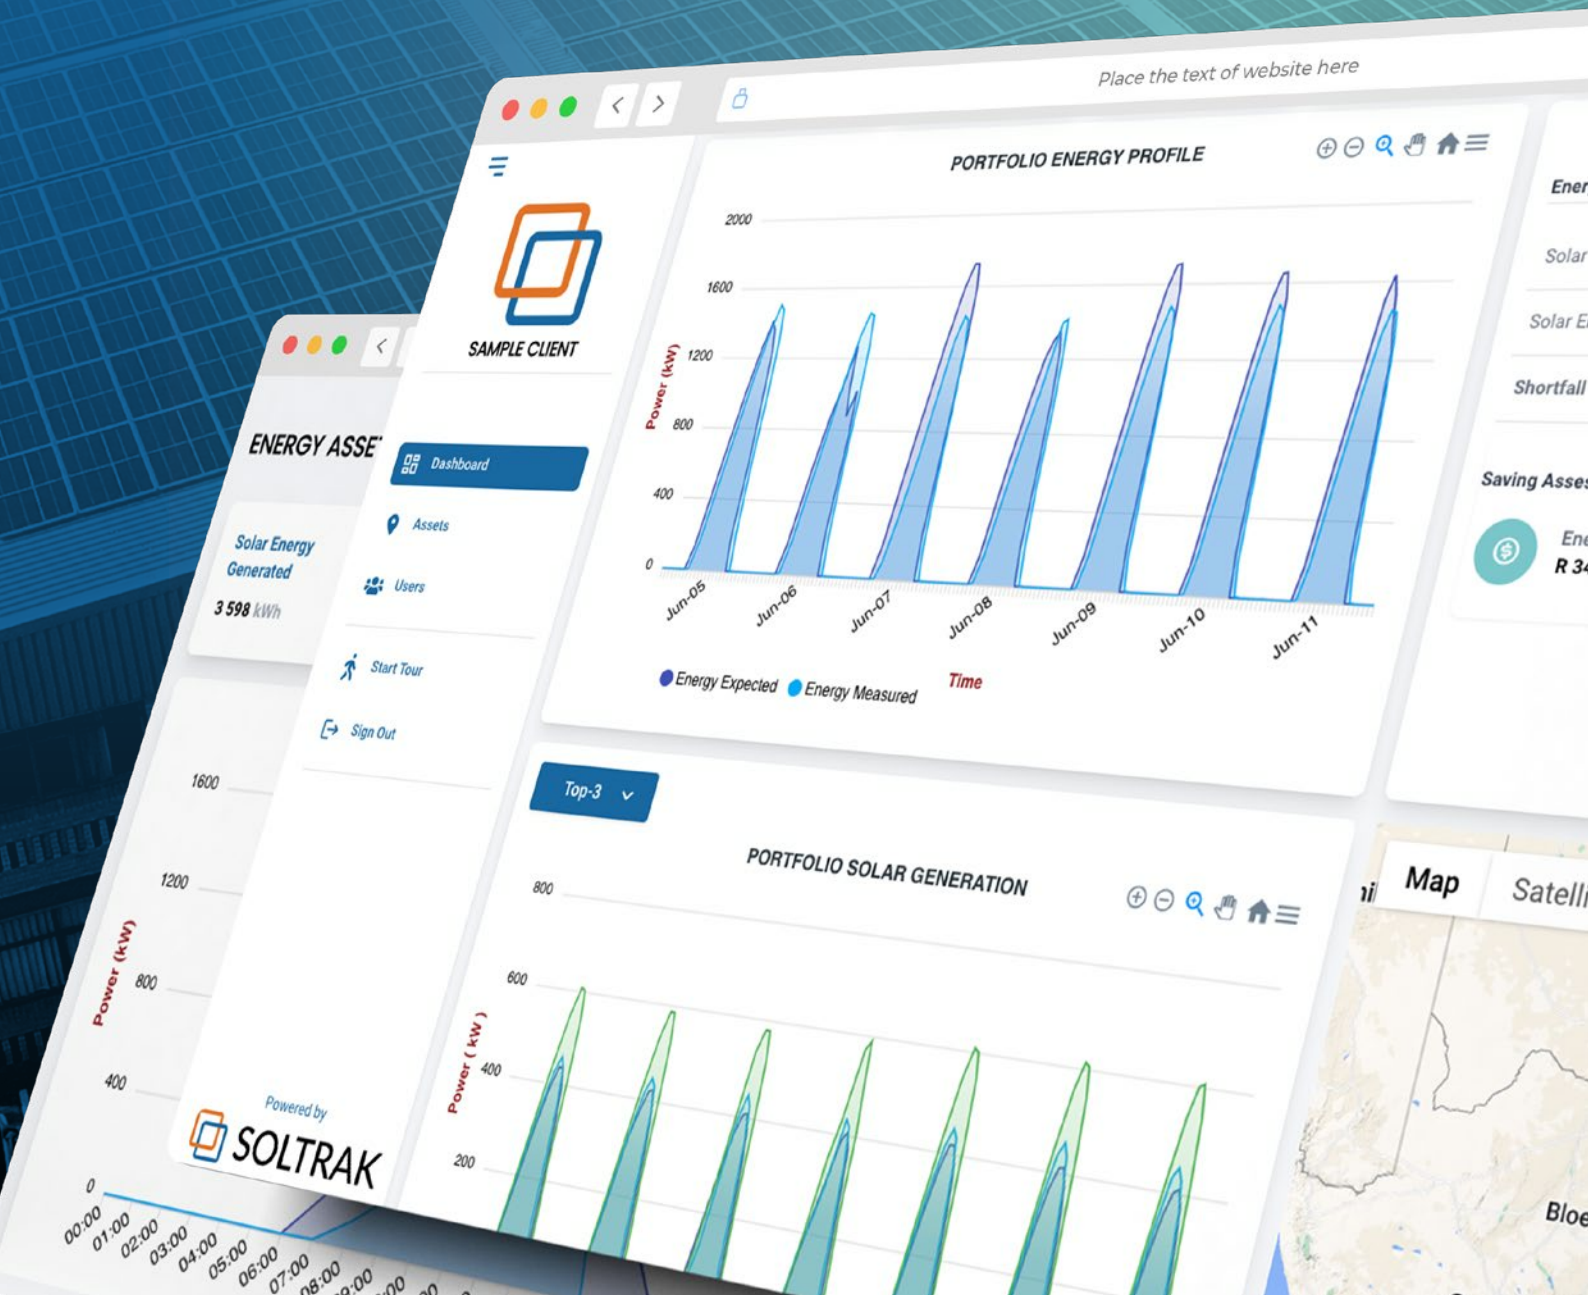 Place the text of website here
SAMPLE CLIENT
Dashboard
Assets
Users
Start Tour
Sign Out
Powered by
SOLTRAK
PORTFOLIO ENERGY PROFILE
Power (kW)
2000
1600
1200
800
400
0
Jun-05
Jun-06
Jun-07
Jun-08
Jun-09
Jun-10
Jun-11
Energy Expected
Energy Measured
Time
Top-3
PORTFOLIO SOLAR GENERATION
Power ( kW )
800
600
400
200
Solar
Shortfall
Saving
R 34
Map
ENERGY
Solar Energy
Generated
3 598 kWh
Power (kW)
1600
1200
800
400
0
00:00
01:00
02:00
03:00
04:00
05:00
06:00
07:00
08:00